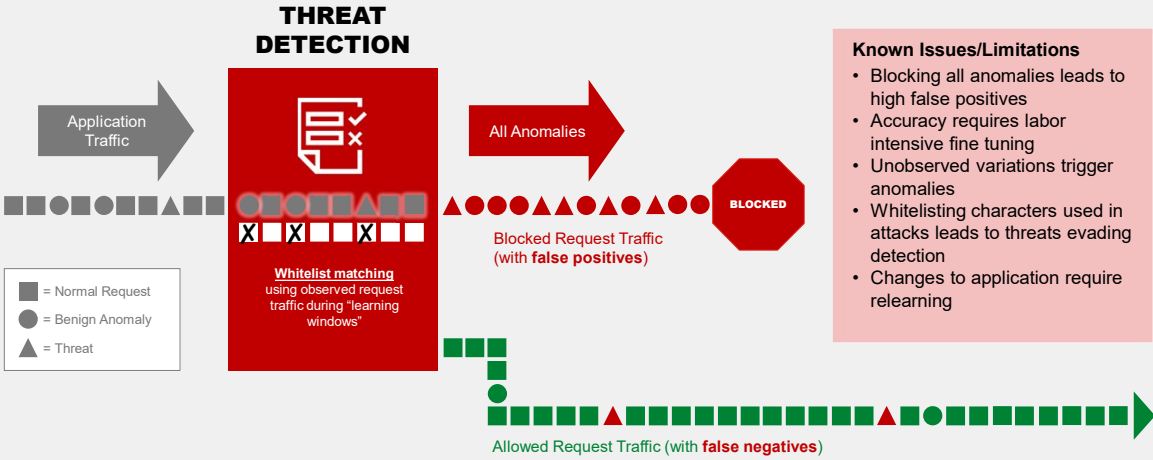 THREAT
DETECTION
Application
Traffic
All Anomalies
BLOCKED
Blocked Request Traffic
(with false positives)
X X X
Whitelist matching
using observed request
traffic during “learning
windows”
= Normal Request
= Benign Anomaly
= Threat
Known Issues/Limitations
• Blocking all anomalies leads to
high false positives
• Accuracy requires labor
intensive fine tuning
• Unobserved variations trigger
anomalies
• Whitelisting characters used in
attacks leads to threats evading
detection
• Changes to application require
relearning
Allowed Request Traffic (with false negatives)